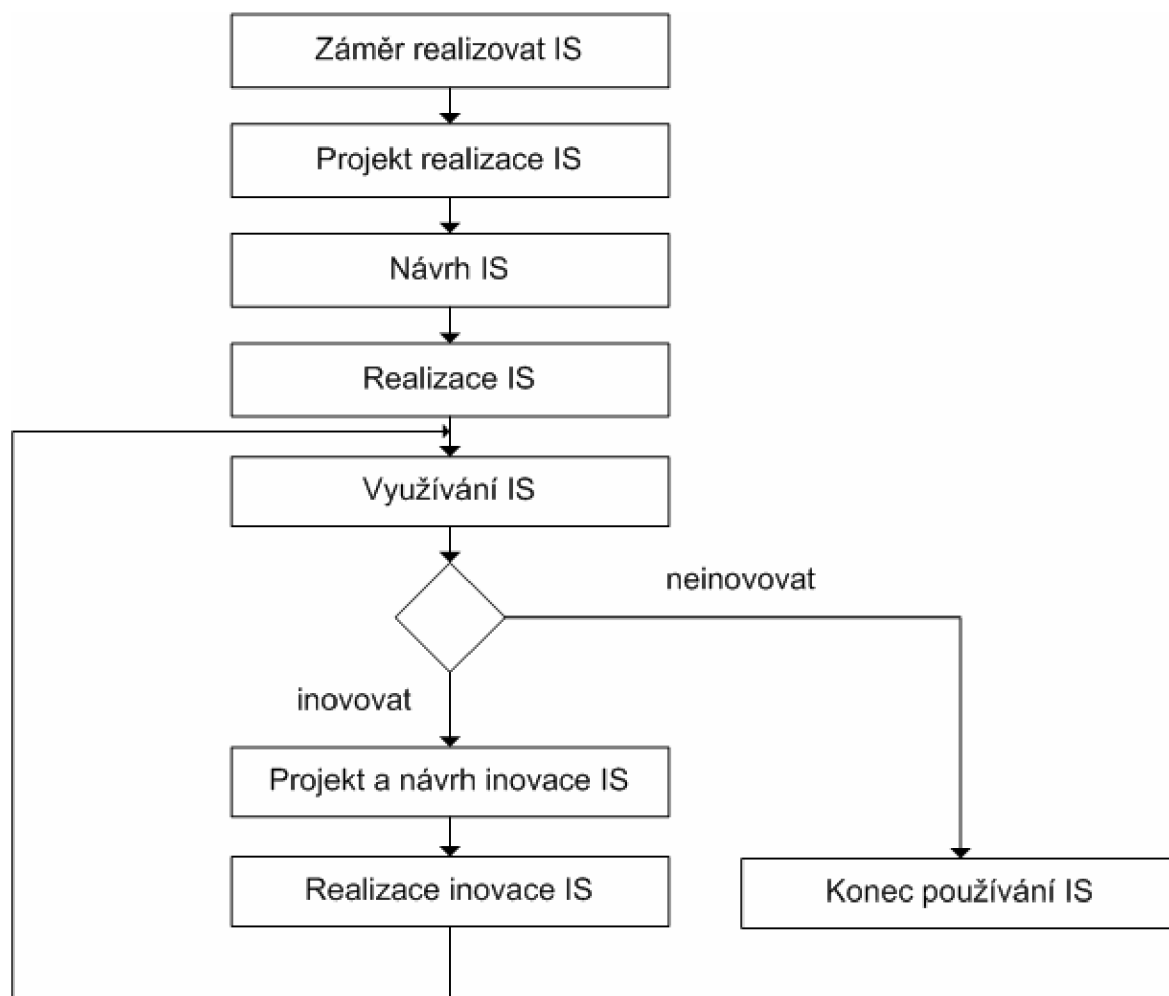 Záměr realizovat IS
Projekt realizace IS
Návrh IS
Realizace IS
Využívání IS
neinovovat
inovovat
Projekt a návrh inovace IS
Realizace inovace IS
Konec používání IS